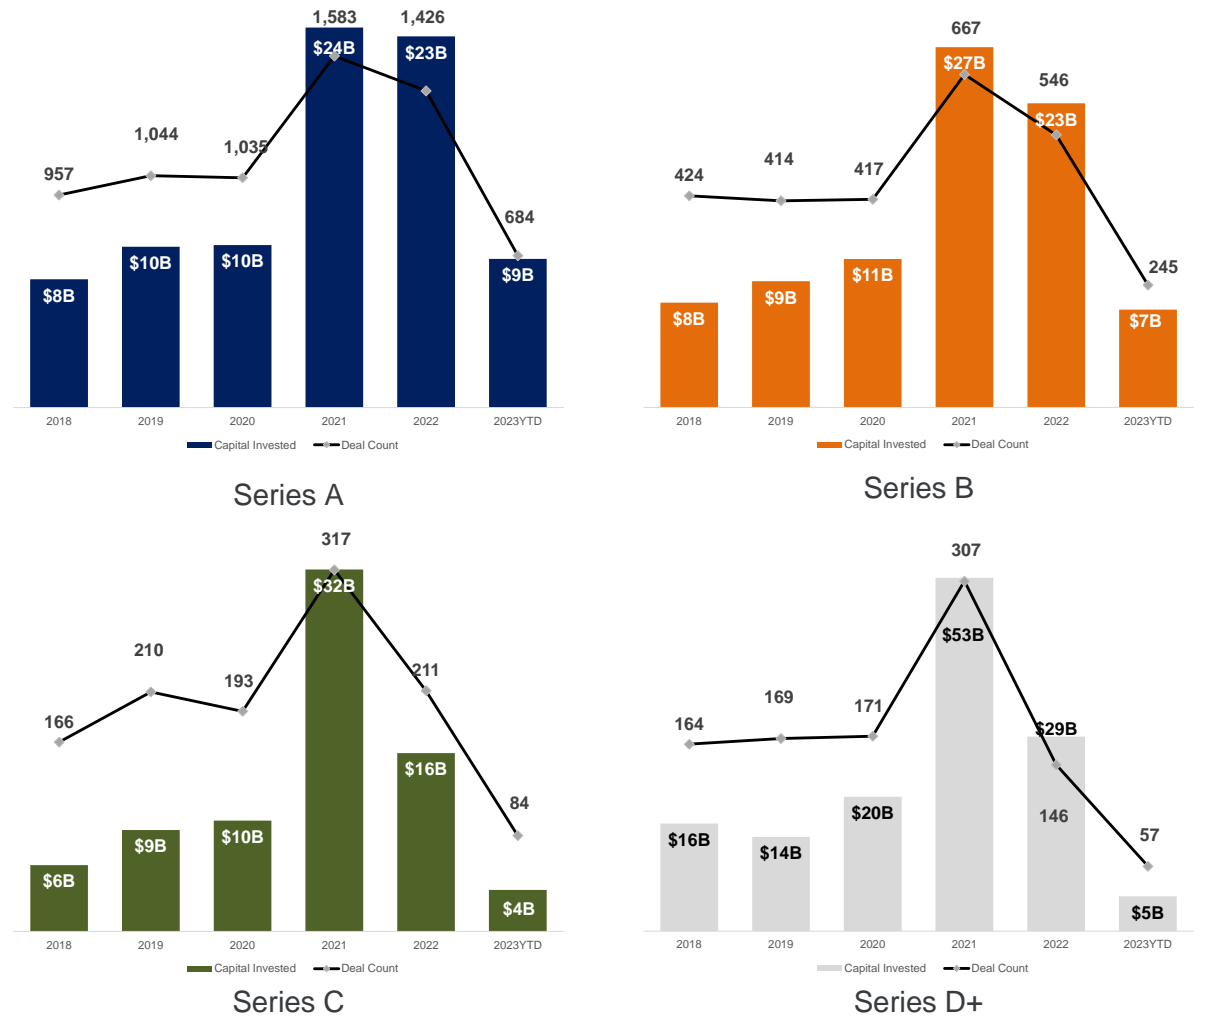 1,583
1,426
$24B
$23B
1,044
1,035
957
684
$10B
$10B
$9B
$8B
2018 2019 2020 2021 2022 2023YTD
Capital Invested Deal Count
Series A
667
546
$27B
$23B
414
417
424
245
$11B
$9B
$8B
$7B
2018 2019 2020 2021 2022 2023YTD
Capital Invested Deal Count
Series B
317
$32B
210
193
211
166
$16B
84
$10B
$9B
$6B
$4B
2018 2019 2020 2021 2022 2023YTD
Capital Invested Deal Count
Series C
307
$53B
169
171
164
$29B
146
$20B
57
$16B
$14B
$5B
2018 2019 2020 2021 2022 2023YTD
Capital Invested Deal Count
Series D+